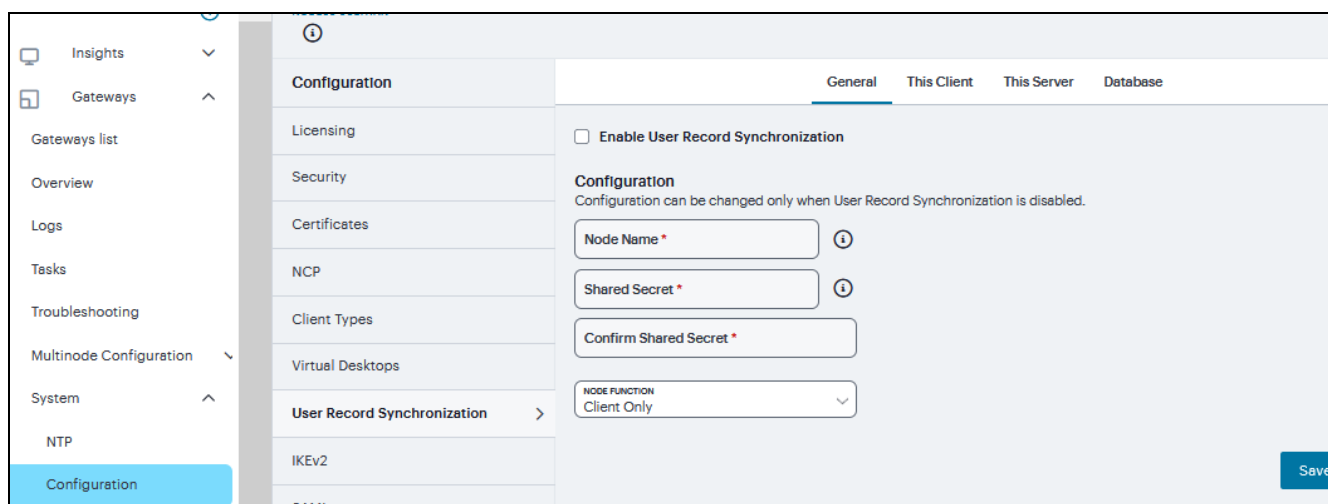 Insights
Gateways
Gateways list
Overview
Logs
Tasks
Troubleshooting
Multinode Configuration
System
NTP
Configuration
Configuration
Licensing
Security
Certificates
NCP
Client Types
Virtual Desktops
User Record Synchronization
IKEv2
General This Client This Server Database
Enable User Record Synchronization
Configuration
Configuration can be changed only when User Record Synchronization is disabled.
Node Name *
Shared Secret *
Confirm Shared Secret *
NODE FUNCTION
Client Only
Save